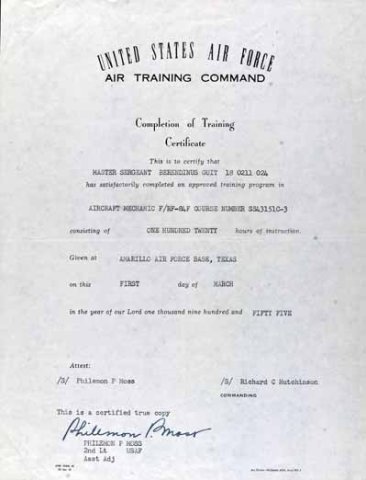 UNITED STATES AIR FORCE
AIR TRAINING COMMAND
Completion of Training
Certificate
This is to certify that
MASTER SERGEANT BERENDINUS GUIT 18 0211 024
has satisfactorily completed an approved training program in
AIRCRAFT MECHANIC F/RF-84F COURSE NUMBER SS43151C-3
consisting of ONE HUNDRED TWENTY hours of instruction.
Given at AMARILLO AIR FORCE BASE, TEXAS
on this FIRST day of MARCH
in the year of our Lord one thousand nine hundred and FIFTY FIVE
Attest:
/S/ Philemon P Moss /S/ Richard C Hutchinson
COMMANDING
This is a certified true copy
Philemon P. Moss
PHILEMON P MOSS
2nd Lt USAF
Asst Adj